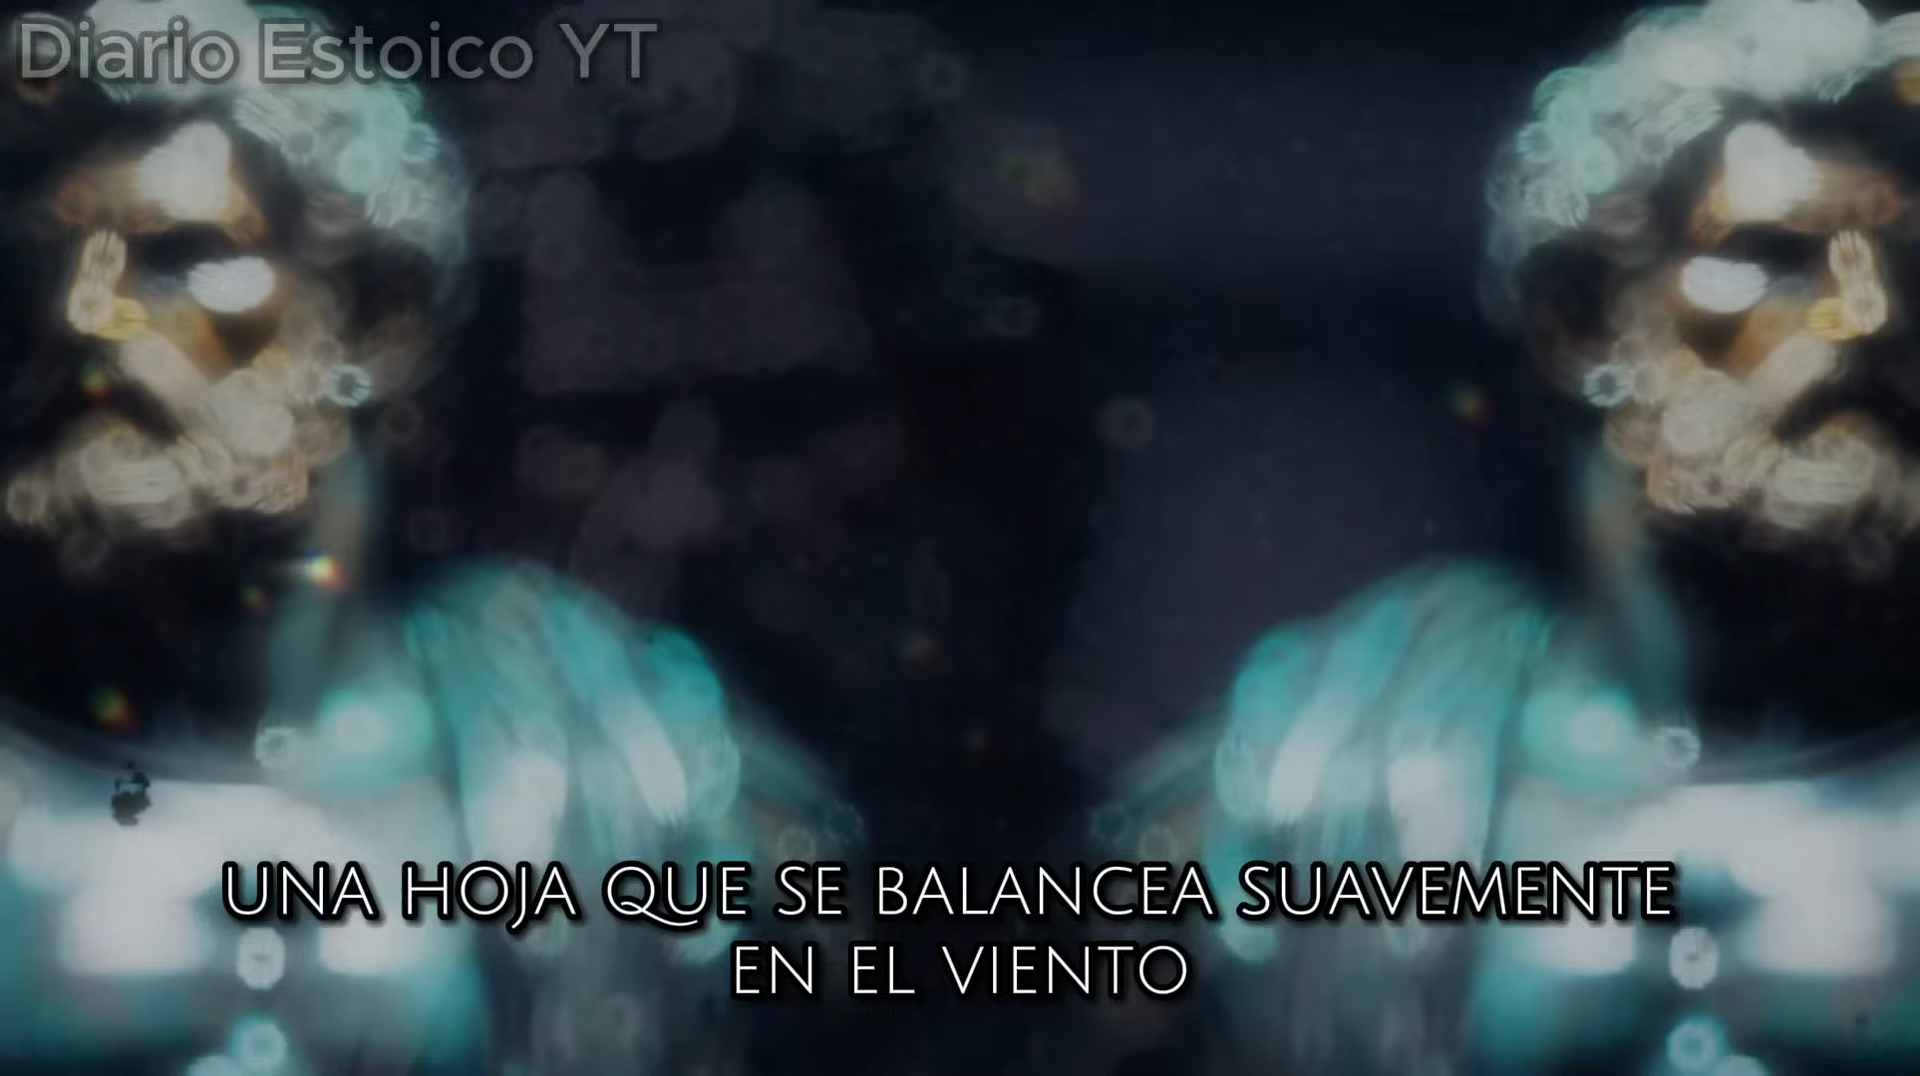 Diario Estoico YT
UNA HOJA QUE SE BALANCEA SUAVEMENTE
EN EL VIENTO